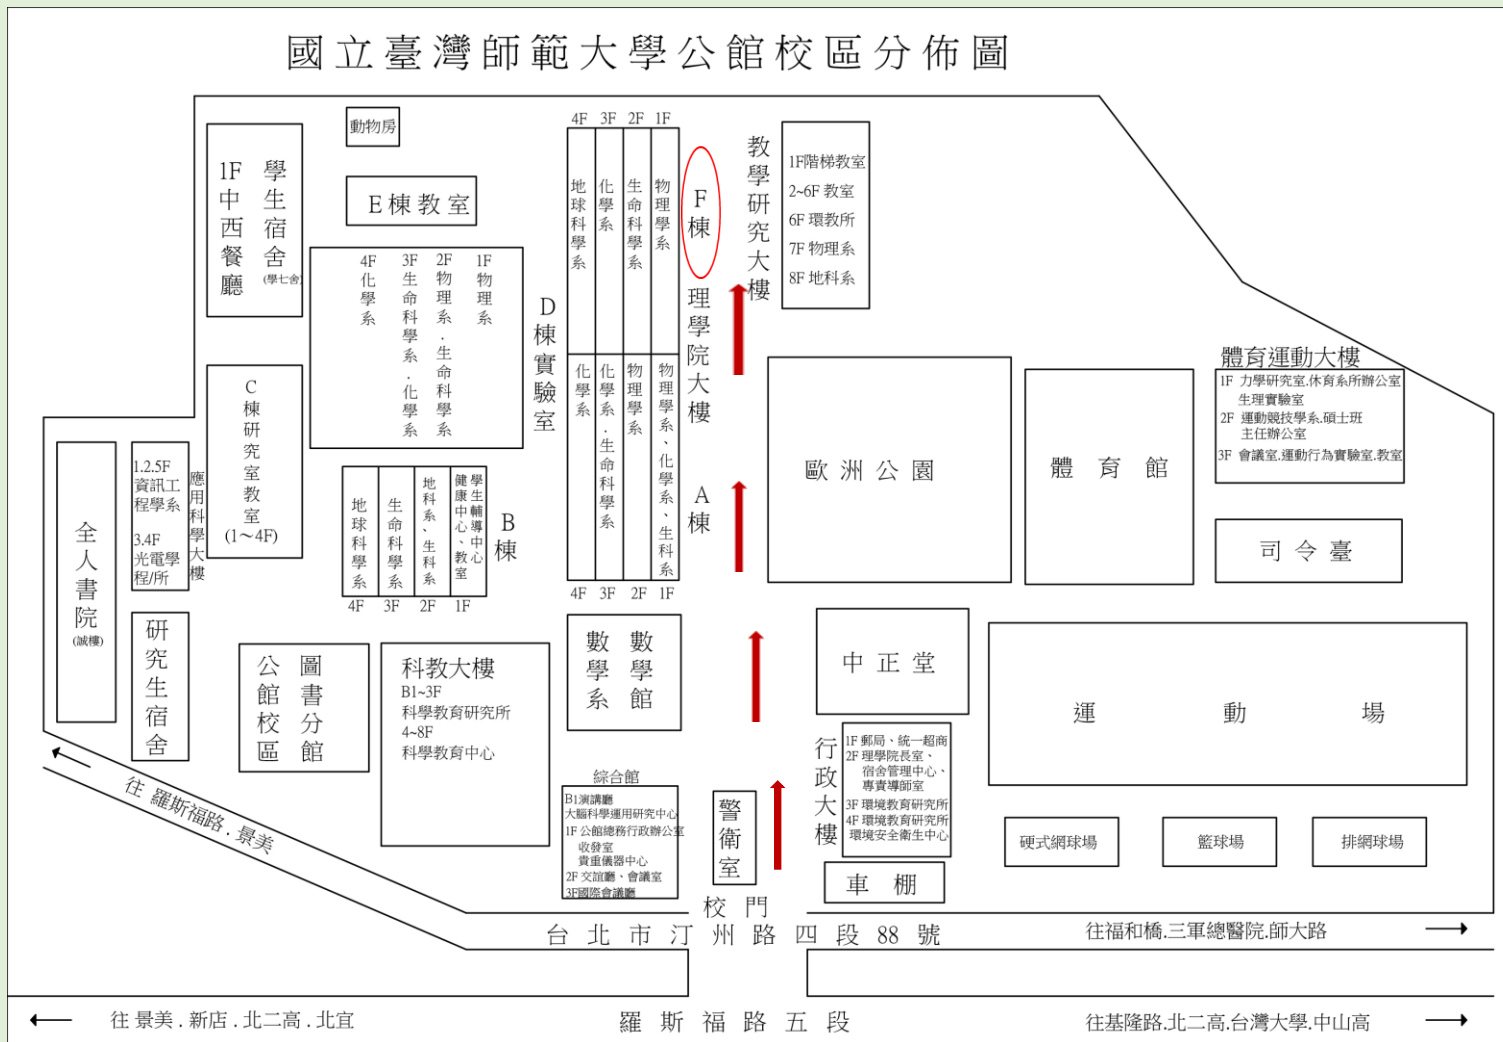 國立臺灣師範大學公館校區分佈圖
動物房
學生宿舍
(學七舍)
1F中西餐廳
E棟教室
4F
3F
2F
1F
地球科學系
化學系
生命科學系
物理學系
F棟
理學院大樓
A棟
化學系
化學系.生命科學系
物理學系
物理學系、化學系、生科系
4F
3F
2F
1F
教學研究大樓
1F階梯教室
2~6F 教室
6F 環教所
7F 物理系
8F 地科系
4F化學系
3F生命科學系.化學系
2F物理系.生命科學系
1F物理系
D棟實驗室
C棟研究室教室
(1～4F)
應用科學大樓
1.2.5F
資訊工
程學系
3.4F
光電學
程/所
全人書院
(誠樓)
研究生宿舍
地球科學系
生命科學系
地科系、生科系
學生輔導中心
健康中心、教室
4F
3F
2F
1F
B棟
歐洲公園
體育館
體育運動大樓
1F 力學研究室.休育系所辦公室
生理實驗室
2F 運動競技學系.碩士班
主任辦公室
3F 會議室.運動行為實驗室.教室
司令臺
圖書分館
公館校區
科教大樓
B1~3F
科學教育研究所
4~8F
科學教育中心
數學館
數學系
中正堂
運動場
綜合館
B1演講廳
大腦科學運用研究中心
1F 公館總務行政辦公室
收發室
貴重儀器中心
2F 交誼廳、會議室
3F國際會議廳
警衛室
行政大樓
1F 郵局、統一超商
2F 理學院長室、
宿舍管理中心、
專責導師室
3F 環境教育研究所
4F 環境教育研究所
環境安全衛生中心
車棚
硬式網球場
籃球場
排網球場
校門
往 羅斯福路.景美
台北市汀州路四段88號
往福和橋.三軍總醫院.師大路
往 景美.新店.北二高.北宜
羅斯福路五段
往基隆路.北二高.台灣大學.中山高